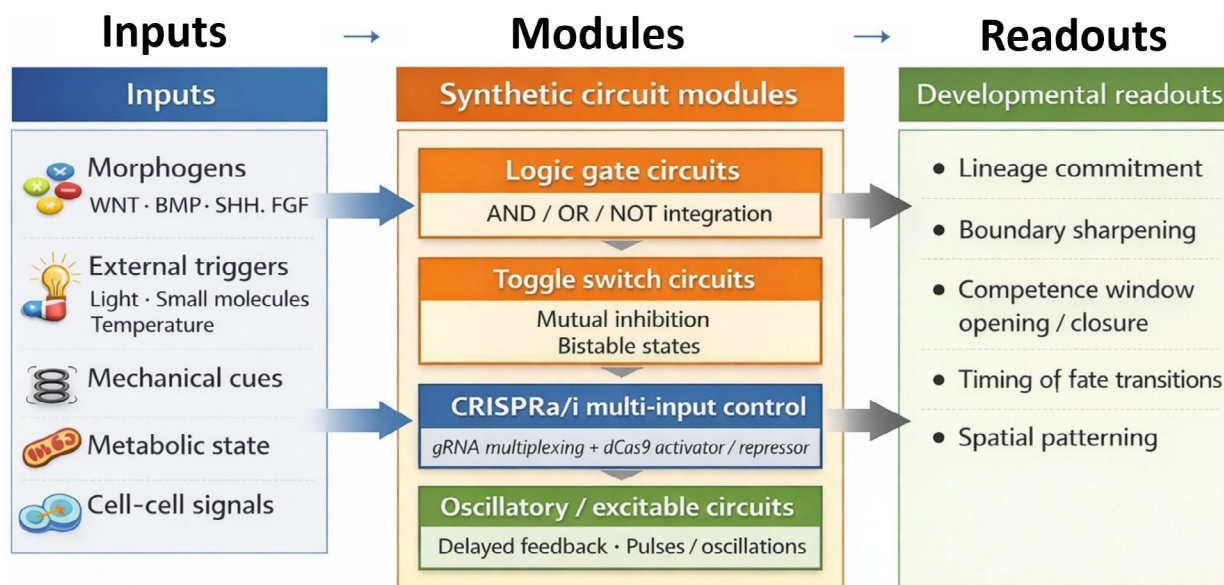 Inputs → Modules → Readouts
Inputs
Morphogens
WNT · BMP · SHH. FGF
External triggers
Light · Small molecules
Temperature
Mechanical cues
Metabolic state
Cell-cell signals
Synthetic circuit modules
Logic gate circuits
AND / OR / NOT integration
Toggle switch circuits
Mutual inhibition
Bistable states
CRISPRa/i multi-input control
gRNA multiplexing + dCas9 activator / repressor
Oscillatory / excitable circuits
Delayed feedback · Pulses / oscillations
Developmental readouts
• Lineage commitment
• Boundary sharpening
• Competence window
opening / closure
• Timing of fate transitions
• Spatial patterning